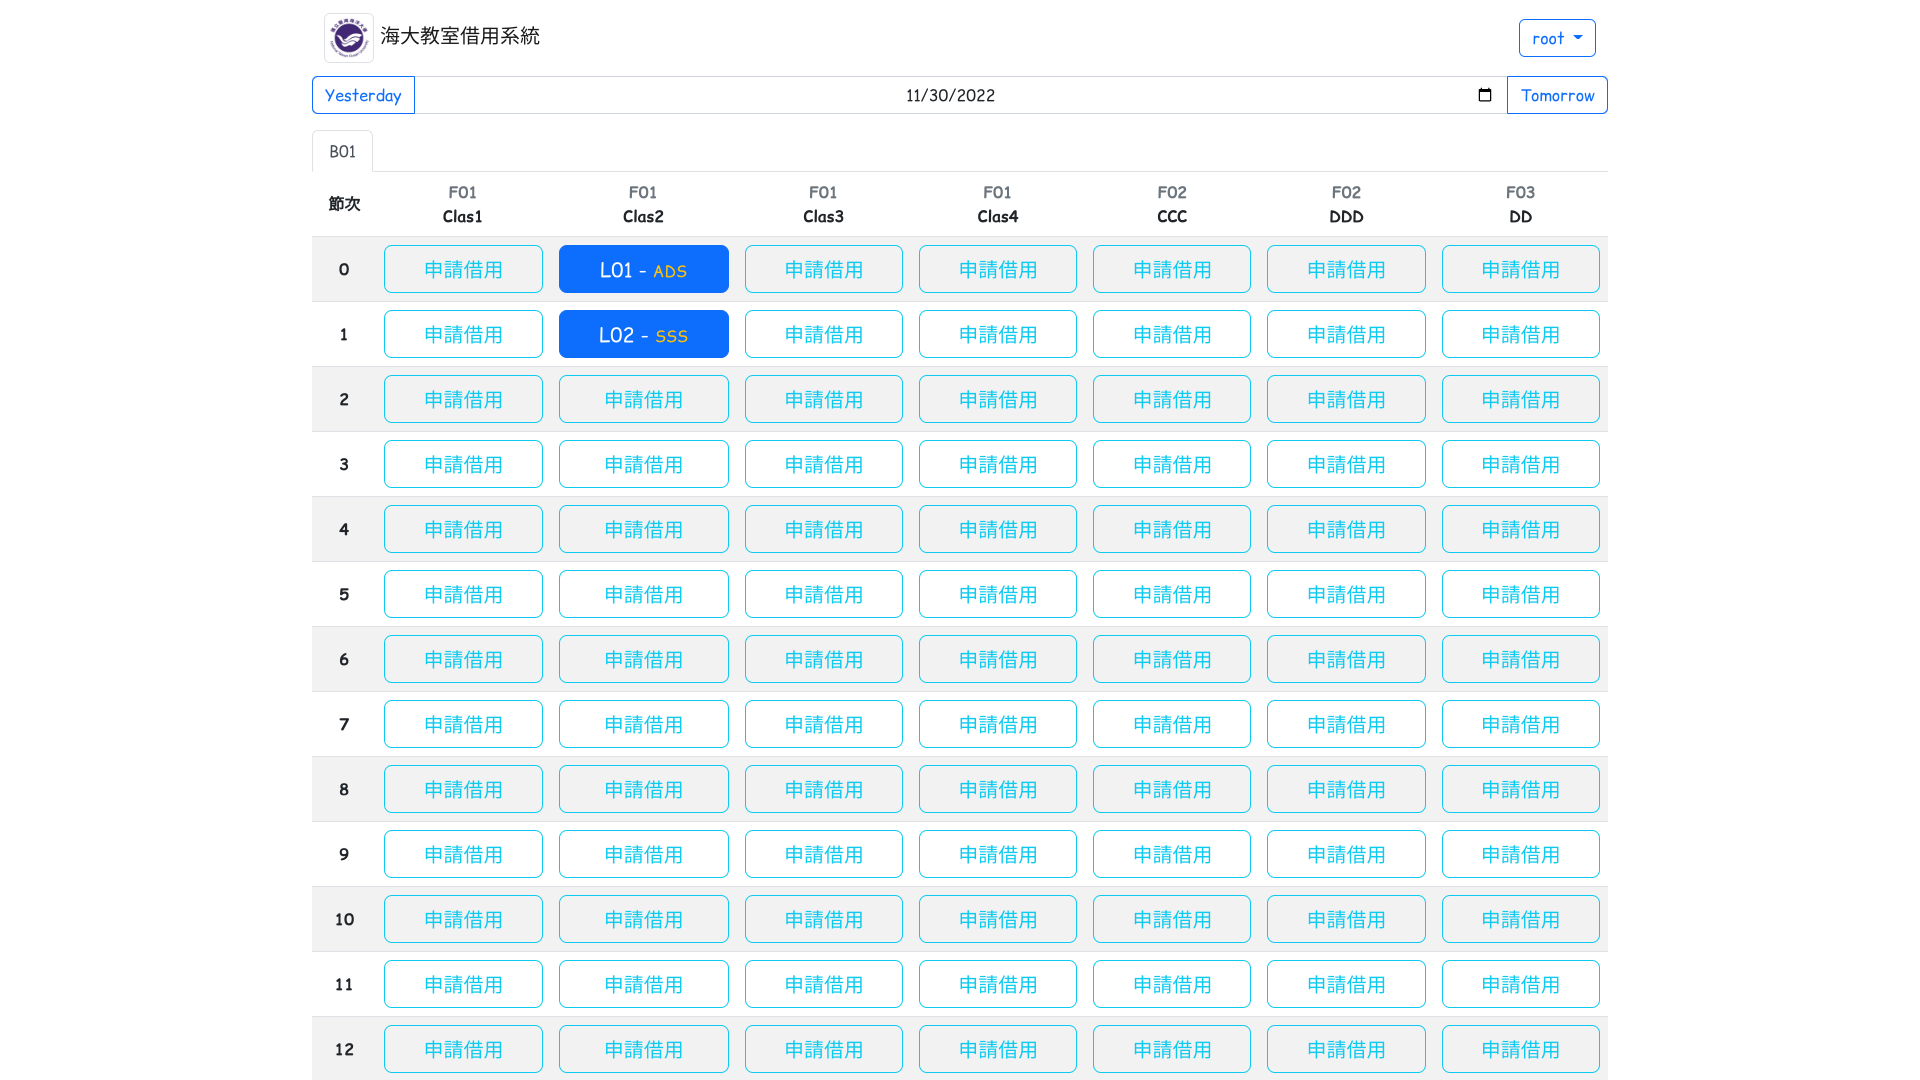 海大教室借用系統
root
Yesterday 11/30/2022 Tomorrow
B01
節次 F01 Clas1 F01 Clas2 F01 Clas3 F01 Clas4 F02 CCC F02 DDD F03 DD
0 申請借用 L01 - ADS 申請借用 申請借用 申請借用 申請借用 申請借用
1 申請借用 L02 - SSS 申請借用 申請借用 申請借用 申請借用 申請借用
2 申請借用 申請借用 申請借用 申請借用 申請借用 申請借用 申請借用
3 申請借用 申請借用 申請借用 申請借用 申請借用 申請借用 申請借用
4 申請借用 申請借用 申請借用 申請借用 申請借用 申請借用 申請借用
5 申請借用 申請借用 申請借用 申請借用 申請借用 申請借用 申請借用
6 申請借用 申請借用 申請借用 申請借用 申請借用 申請借用 申請借用
7 申請借用 申請借用 申請借用 申請借用 申請借用 申請借用 申請借用
8 申請借用 申請借用 申請借用 申請借用 申請借用 申請借用 申請借用
9 申請借用 申請借用 申請借用 申請借用 申請借用 申請借用 申請借用
10 申請借用 申請借用 申請借用 申請借用 申請借用 申請借用 申請借用
11 申請借用 申請借用 申請借用 申請借用 申請借用 申請借用 申請借用
12 申請借用 申請借用 申請借用 申請借用 申請借用 申請借用 申請借用